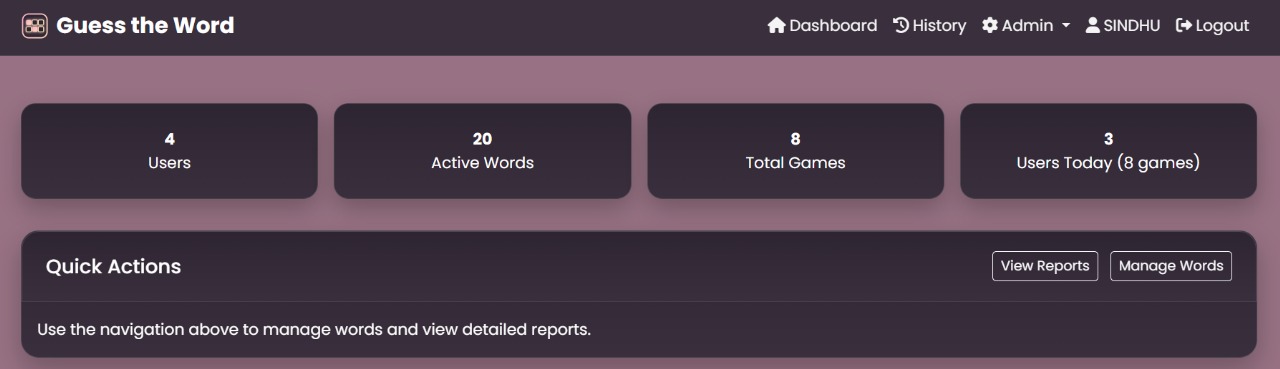 Guess the Word
Dashboard History Admin SINDHU Logout
4
Users
20
Active Words
8
Total Games
3
Users Today (8 games)
Quick Actions
View Reports Manage Words
Use the navigation above to manage words and view detailed reports.